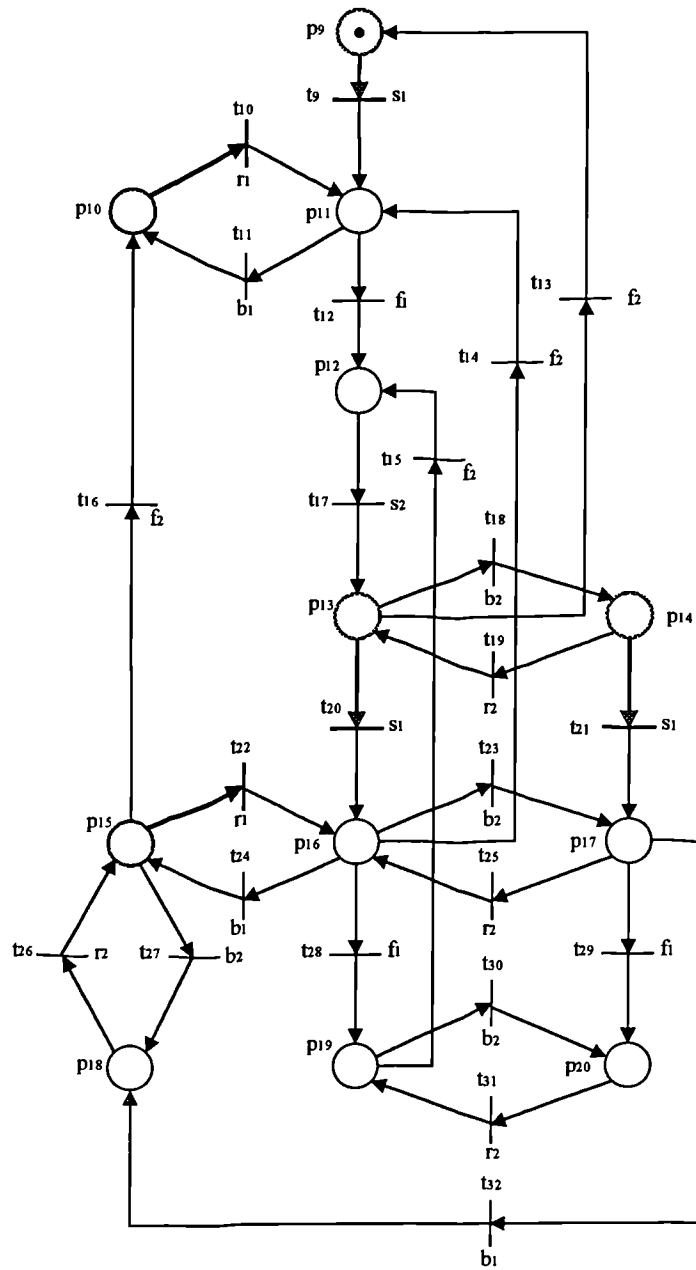 p9
t9 s1
t10
r1
p10
p11
t11
b1
t12 f1
t13 f2
p12
t14 f2
t15 f2
t16 f2
t17 s2
t18
b2
p13
p14
t19
r2
t20 s1
t21 s1
t22
r1
t23
b2
p15
p16
p17
t24
b1
t25
r2
t26 r2
t27 b2
t28 f1
t29 f1
t30
b2
p18
p19
p20
t31
r2
t32
b1